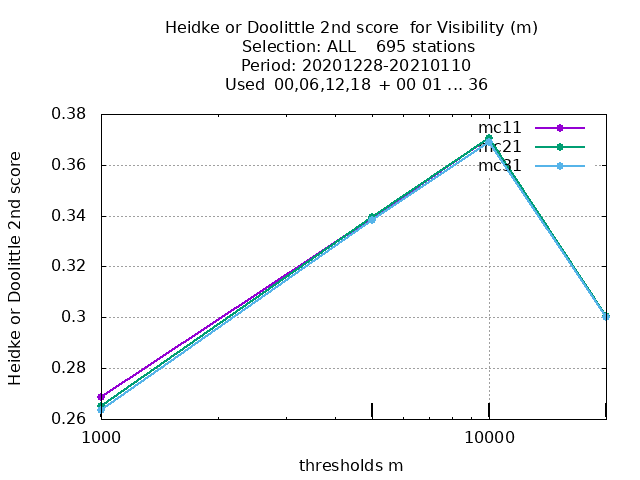 Heidke or Doolittle 2nd score  for Visibility (m)
Selection: ALL    695 stations
Period: 20201228-20210110
Used  00,06,12,18  + 00 01 ... 36
Heidke or Doolittle 2nd score
0.38
0.36
0.34
0.32
0.3
0.28
0.26
mc11
mc21
mc31
1000
10000
thresholds m